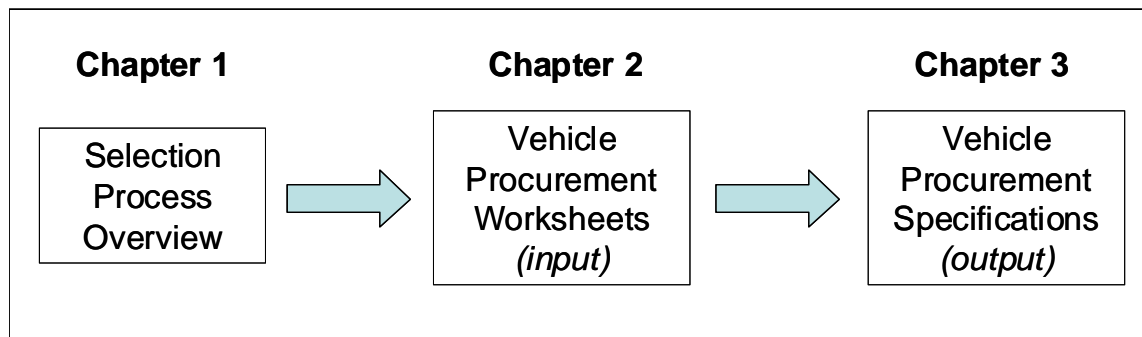 Chapter 1
Selection
Process
Overview
Chapter 2
Vehicle
Procurement
Worksheets
(input)
Chapter 3
Vehicle
Procurement
Specifications
(output)